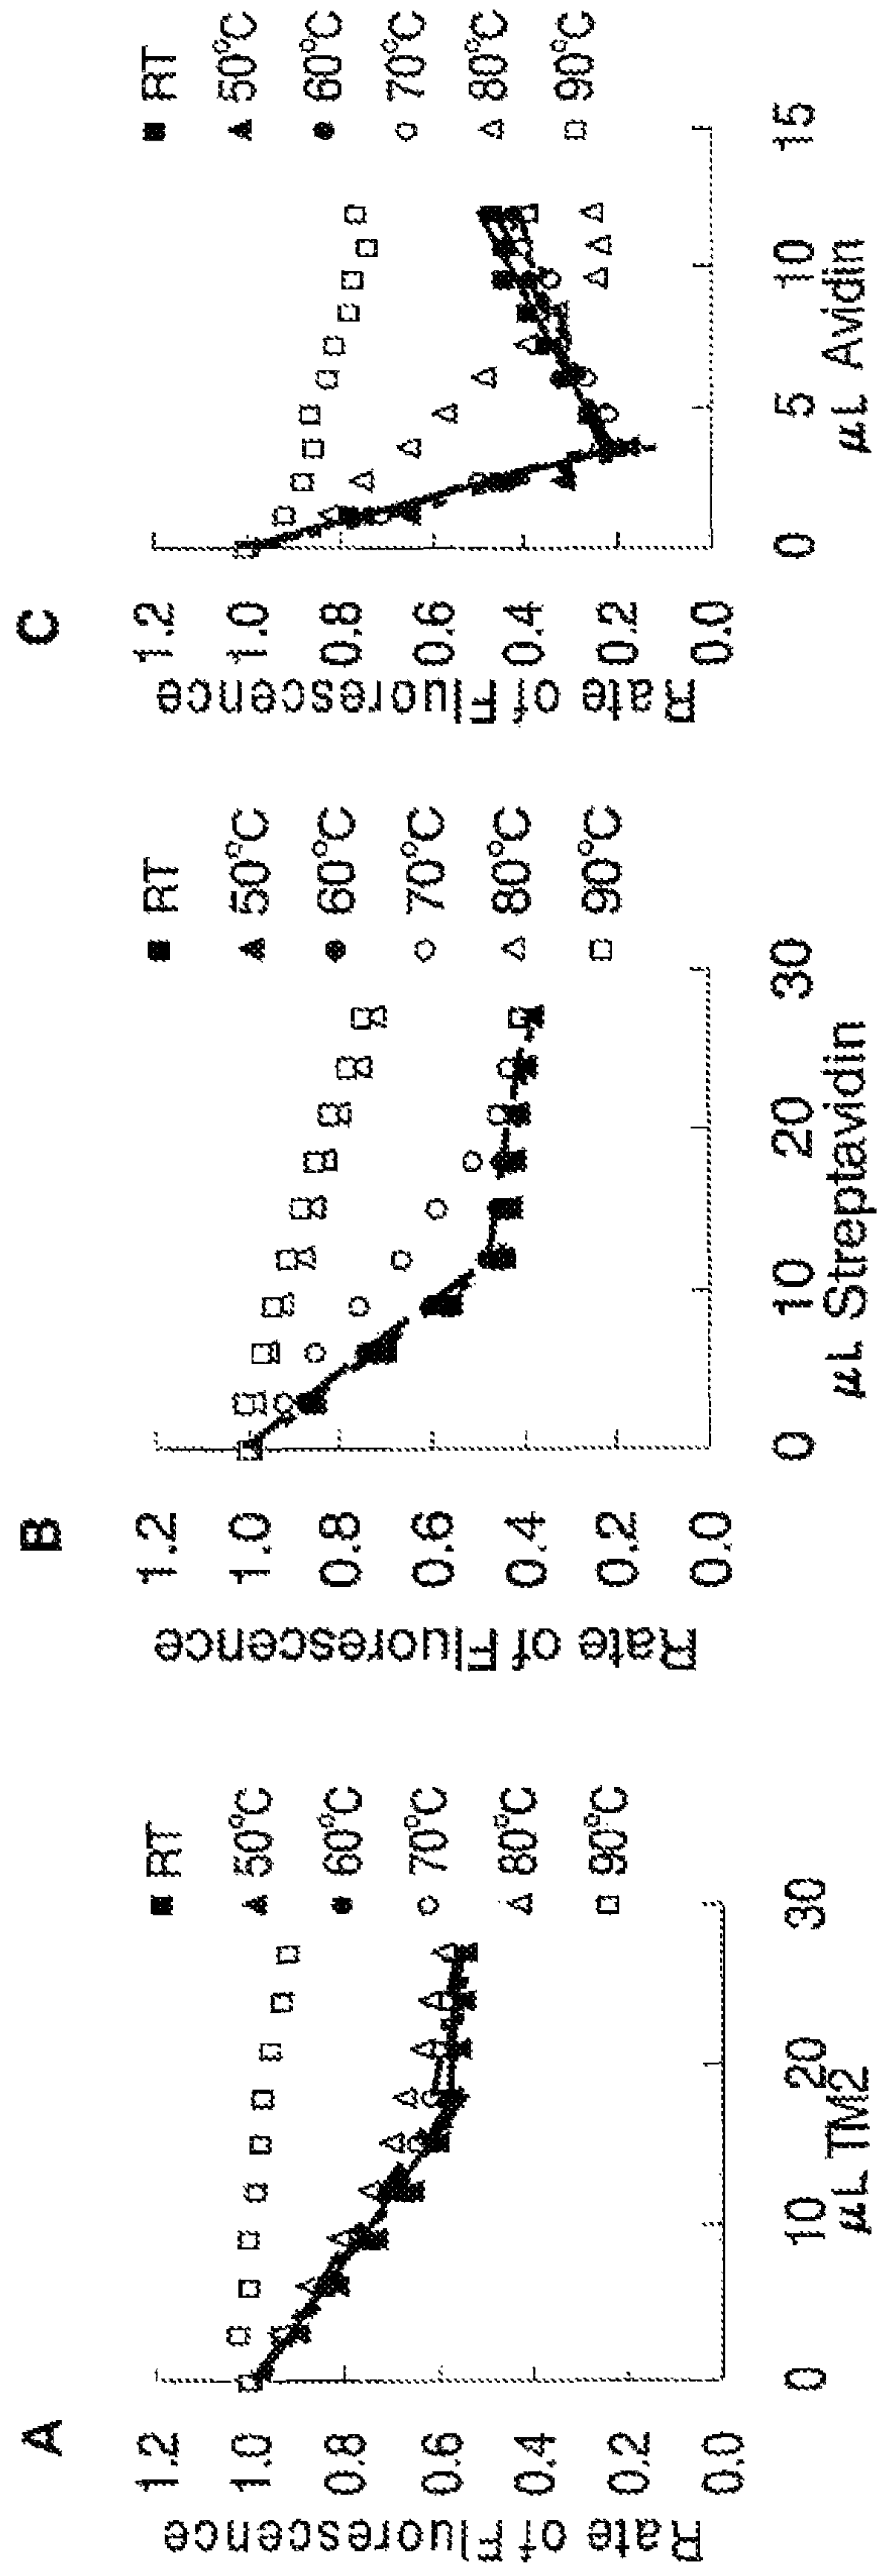 A
Rate of Fluorescence
1.2
1.0
0.8
0.6
0.4
0.2
0.0
0
10
20
30
μL TM2
RT
50°C
60°C
70°C
80°C
90°C
B
Rate of Fluorescence
1.2
1.0
0.8
0.6
0.4
0.2
0.0
0
10
20
30
μL Streptavidin
RT
50°C
60°C
70°C
80°C
90°C
C
Rate of Fluorescence
1.2
1.0
0.8
0.6
0.4
0.2
0.0
0
5
10
15
μL Avidin
RT
50°C
60°C
70°C
80°C
90°C